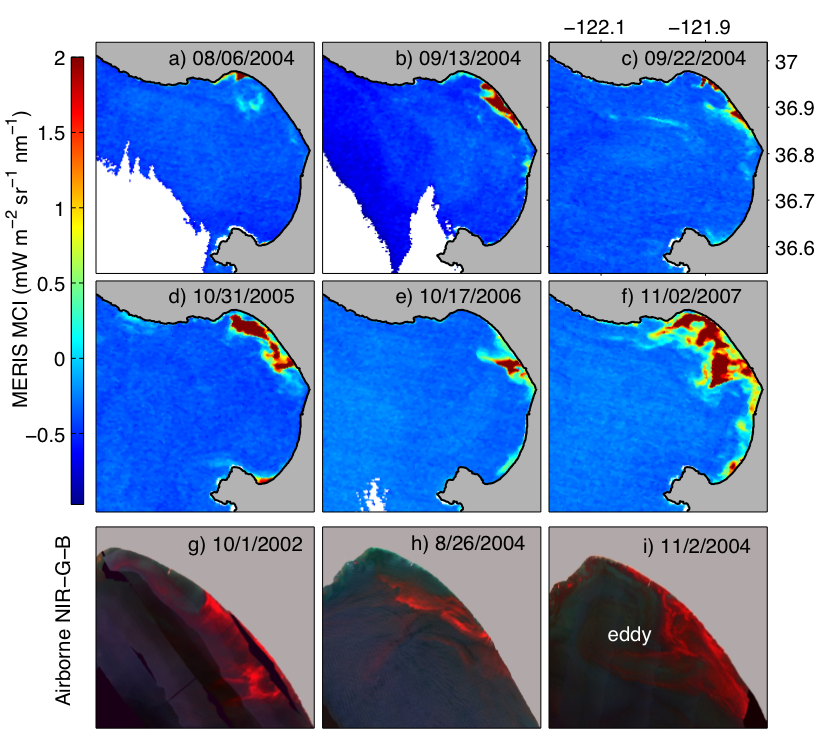 −122.1 −121.9
a) 08/06/2004
b) 09/13/2004
c) 09/22/2004
37
36.9
36.8
36.7
36.6
2
1.5
1
0.5
0
−0.5
MERIS MCI (mW m⁻² sr⁻¹ nm⁻¹)
d) 10/31/2005
e) 10/17/2006
f) 11/02/2007
Airborne NIR−G−B
g) 10/1/2002
h) 8/26/2004
i) 11/2/2004
eddy